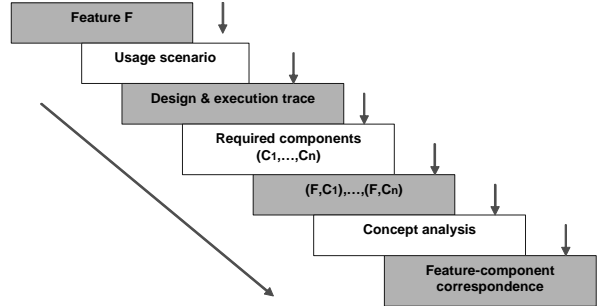 Feature F
Usage scenario
Design & execution trace
Required components
(C1,…,Cn)
(F,C1),…,(F,Cn)
Concept analysis
Feature-component
correspondence